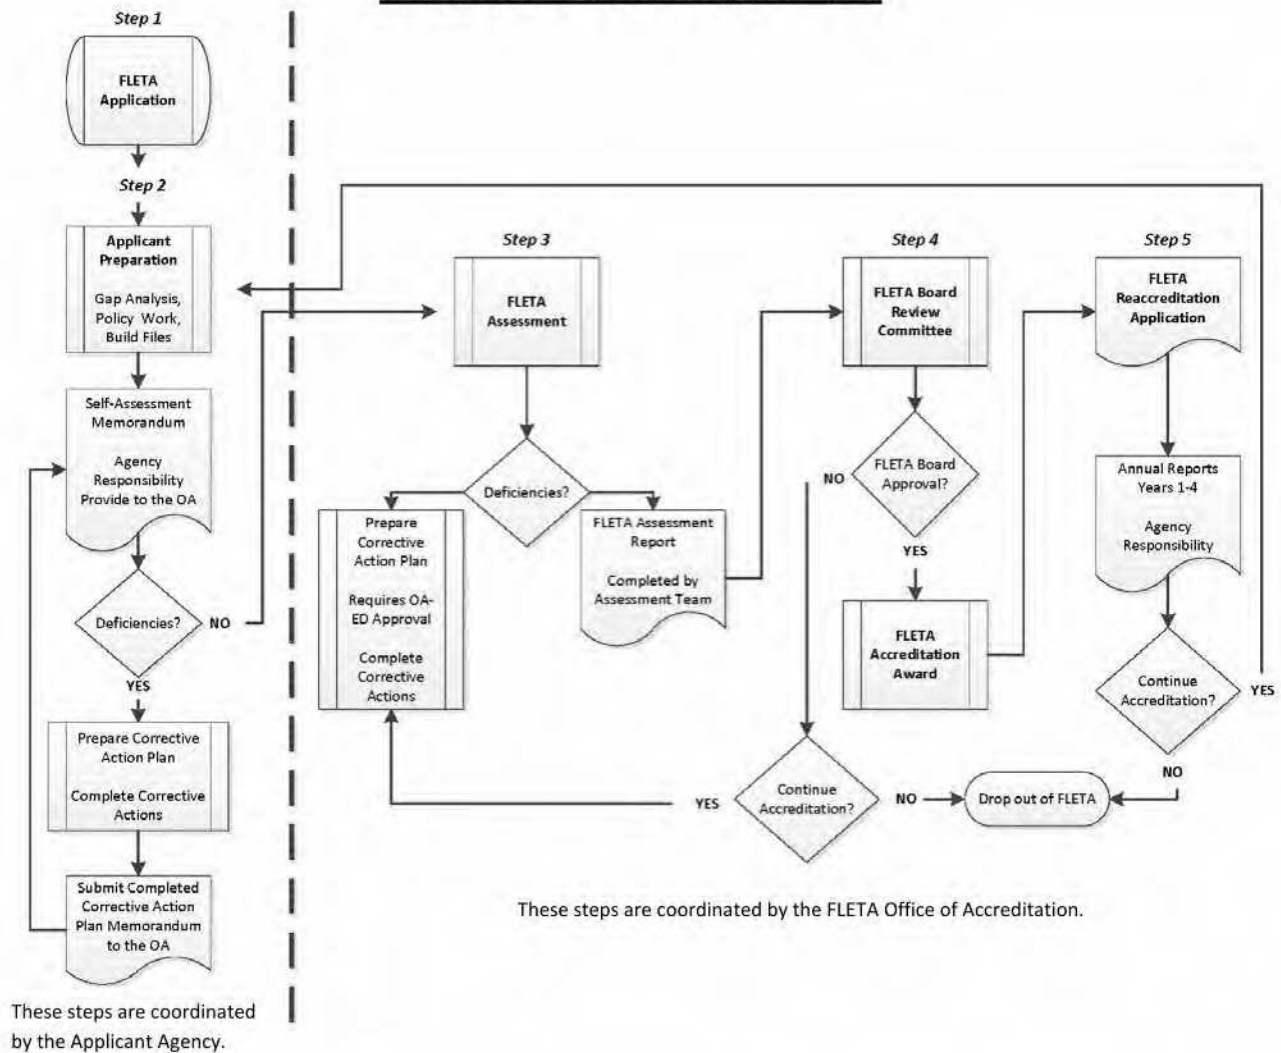 Step 1
FLETA
Application
Step 2
Applicant
Preparation
Gap Analysis,
Policy Work,
Build Files
Self-Assessment
Memorandum
Agency
Responsibility
Provide to the OA
Deficiencies?
NO
YES
Prepare Corrective
Action Plan
Complete Corrective
Actions
Submit Completed
Corrective Action
Plan Memorandum
to the OA
These steps are coordinated
by the Applicant Agency.
Step 3
FLETA
Assessment
Deficiencies?
Prepare
Corrective
Action Plan
Requires OA-
ED Approval
Complete
Corrective
Actions
FLETA Assessment
Report
Completed by
Assessment Team
Step 4
FLETA Board
Review
Committee
FLETA Board
Approval?
NO
YES
FLETA
Accreditation
Award
Continue
Accreditation?
YES
NO
Drop out of FLETA
Step 5
FLETA
Reaccreditation
Application
Annual Reports
Years 1-4
Agency
Responsibility
Continue
Accreditation?
YES
NO
These steps are coordinated by the FLETA Office of Accreditation.